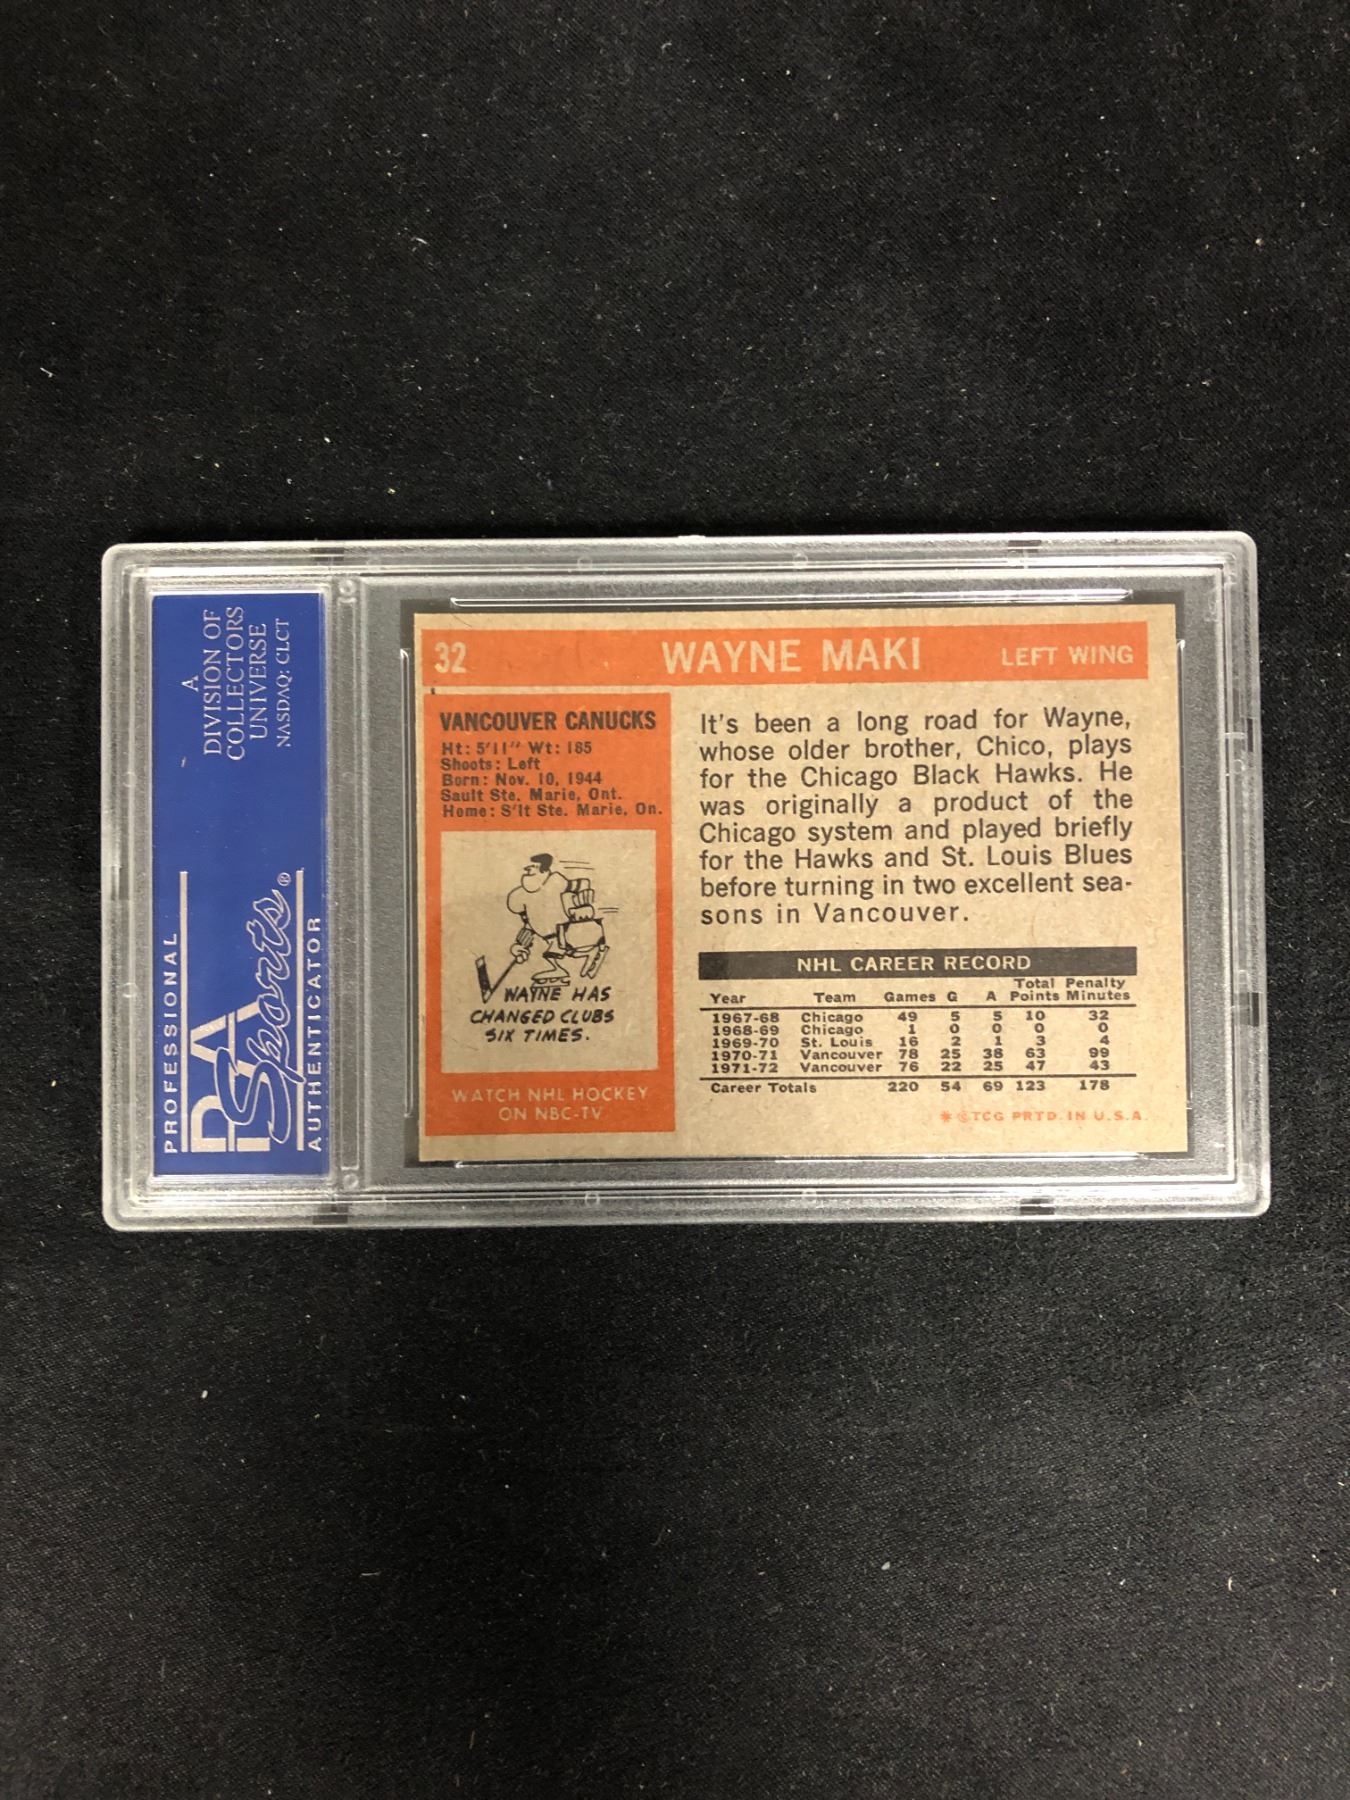 A
DIVISION OF
COLLECTORS
UNIVERSE
NASDAQ: CLCT
PROFESSIONAL
PSA
Sports®
AUTHENTICATOR
32 WAYNE MAKI LEFT WING
VANCOUVER CANUCKS
Ht: 5'11" Wt: 185
Shoots: Left
Born: Nov. 10, 1944
Sault Ste. Marie, Ont.
Home: S'lt Ste. Marie, On.
WAYNE HAS
CHANGED CLUBS
SIX TIMES.
WATCH NHL HOCKEY
ON NBC-TV
It's been a long road for Wayne,
whose older brother, Chico, plays
for the Chicago Black Hawks. He
was originally a product of the
Chicago system and played briefly
for the Hawks and St. Louis Blues
before turning in two excellent sea-
sons in Vancouver.
NHL CAREER RECORD
Total Penalty
Year Team Games G A Points Minutes
1967-68 Chicago 49 5 5 10 32
1968-69 Chicago 1 0 0 0 0
1969-70 St. Louis 16 2 1 3 4
1970-71 Vancouver 78 25 38 63 99
1971-72 Vancouver 76 22 25 47 43
Career Totals 220 54 69 123 178
* © TCG PRTD. IN U.S.A.